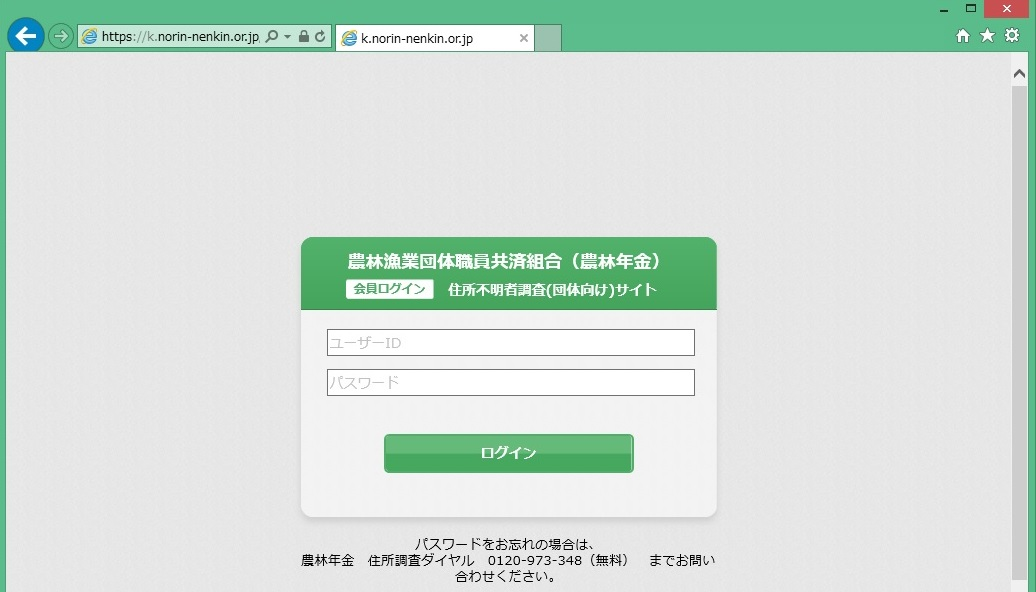 https://k.norin-nenkin.or.jp
k.norin-nenkin.or.jp
農林漁業団体職員共済組合（農林年金）
会員ログイン 住所不明者調査(団体向け)サイト
ユーザーID
パスワード
ログイン
パスワードをお忘れの場合は、
農林年金　住所調査ダイヤル　0120-973-348（無料）　までお問い
合わせください。